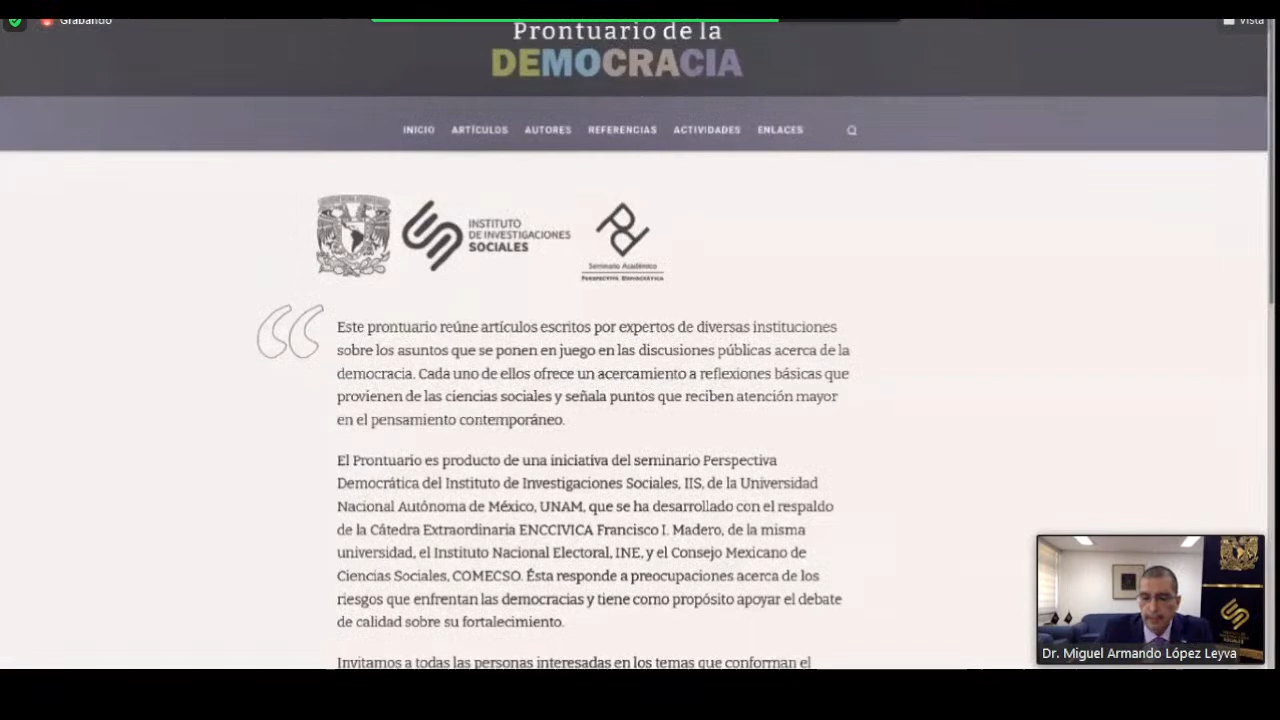 Grabando
Vista
Prontuario de la
DEMOCRACIA
INICIO ARTÍCULOS AUTORES REFERENCIAS ACTIVIDADES ENLACES
INSTITUTO
DE INVESTIGACIONES
SOCIALES
Seminario Académico
PERSPECTIVA DEMOCRÁTICA
Este prontuario reúne artículos escritos por expertos de diversas instituciones
sobre los asuntos que se ponen en juego en las discusiones públicas acerca de la
democracia. Cada uno de ellos ofrece un acercamiento a reflexiones básicas que
provienen de las ciencias sociales y señala puntos que reciben atención mayor
en el pensamiento contemporáneo.
El Prontuario es producto de una iniciativa del seminario Perspectiva
Democrática del Instituto de Investigaciones Sociales, IIS, de la Universidad
Nacional Autónoma de México, UNAM, que se ha desarrollado con el respaldo
de la Cátedra Extraordinaria ENCCÍVICA Francisco I. Madero, de la misma
universidad, el Instituto Nacional Electoral, INE, y el Consejo Mexicano de
Ciencias Sociales, COMECSO. Ésta responde a preocupaciones acerca de los
riesgos que enfrentan las democracias y tiene como propósito apoyar el debate
de calidad sobre su fortalecimiento.
Invitamos a todas las personas interesadas en los temas que conforman el
Dr. Miguel Armando López Leyva